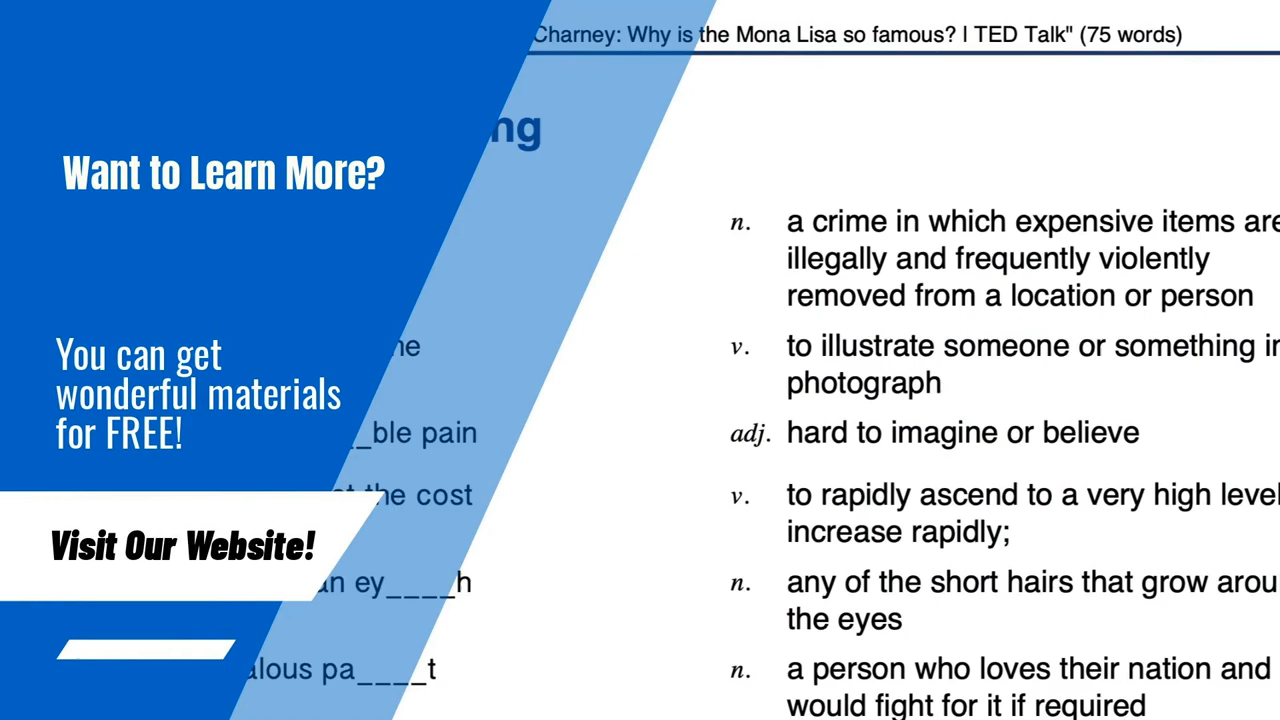 Charney: Why is the Mona Lisa so famous? | TED Talk" (75 words)
ng
Want to Learn More?
You can get
wonderful materials
for FREE!
Visit Our Website!
ne
_ble pain
the cost
an ey____h
alous pa____t
n. a crime in which expensive items are
illegally and frequently violently
removed from a location or person
v. to illustrate someone or something in
photograph
adj. hard to imagine or believe
v. to rapidly ascend to a very high level
increase rapidly;
n. any of the short hairs that grow arou
the eyes
n. a person who loves their nation and
would fight for it if required